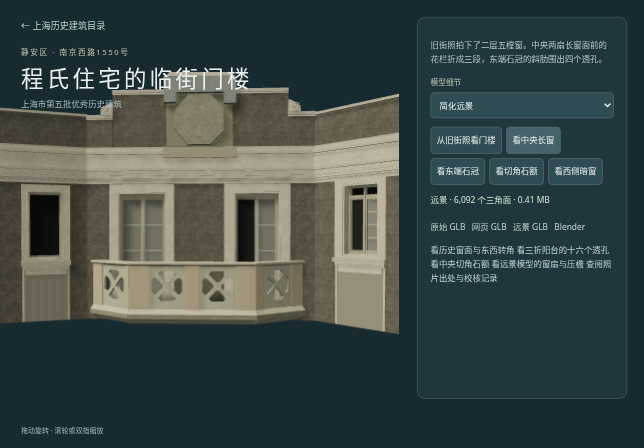 ← 上海历史建筑目录
静安区 · 南京西路1550号
程氏住宅的临街门楼
上海市第五批优秀历史建筑
旧街照拍下了二层五樘窗。中央两扇长窗面前的
花栏折成三段，东端石冠的斜肋围出四个透孔。
模型细节
简化远景
从旧街照看门楼
看中央长窗
看东端石冠
看切角石额
看西侧暗窗
远景 · 6,092 个三角面 · 0.41 MB
原始 GLB 网页 GLB 远景 GLB Blender
看历史窗面与东西转角 看三折阳台的十六个透孔
看中央切角石额 看远景模型的窗扇与压檐 查阅照
片出处与校核记录
拖动旋转 · 滚轮或双指缩放